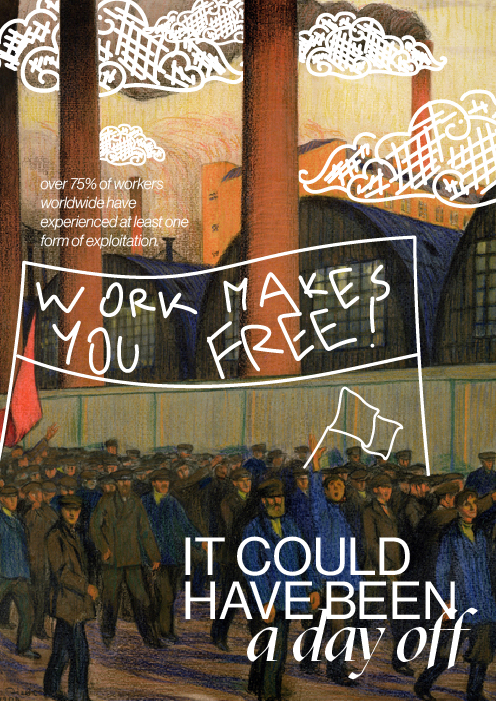 over 75% of workers
worldwide have
experienced at least one
form of exploitation.
WORK MAKES
YOU FREE!
IT COULD
HAVE BEEN
a day off